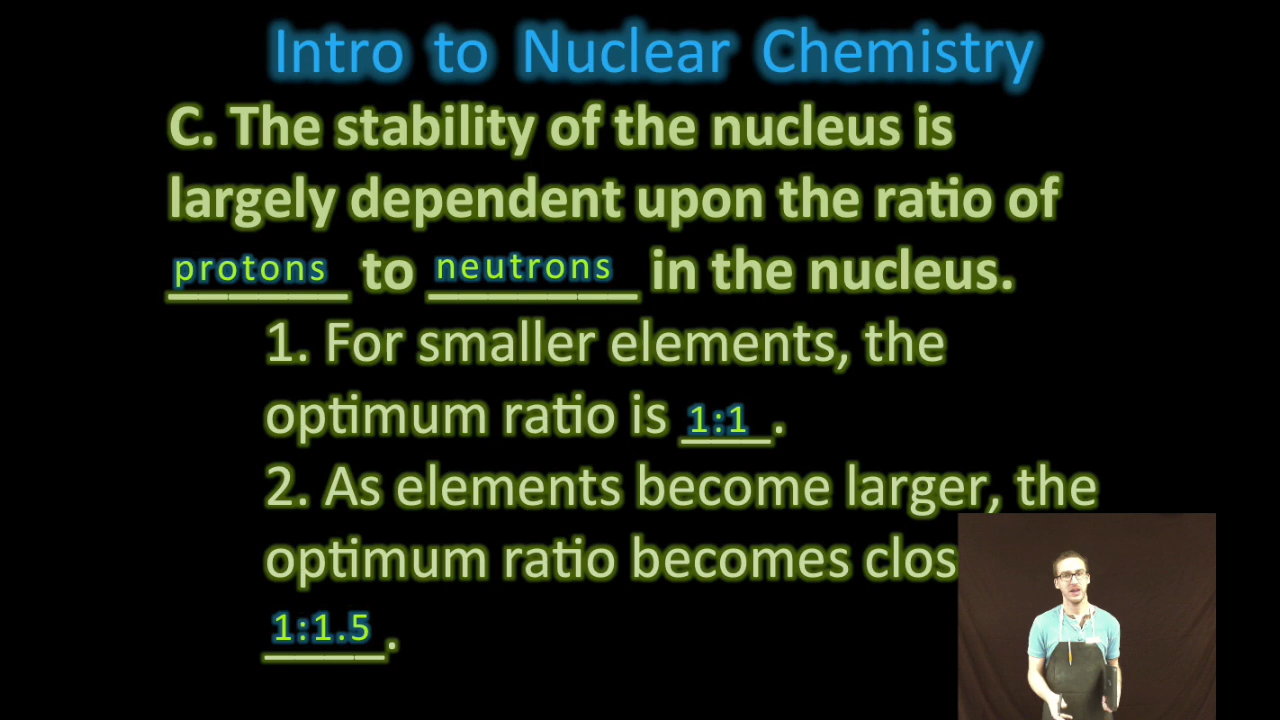 Intro to Nuclear Chemistry
C. The stability of the nucleus is
largely dependent upon the ratio of
protons to neutrons in the nucleus.
1. For smaller elements, the
optimum ratio is 1:1.
2. As elements become larger, the
optimum ratio becomes clos
1:1.5.